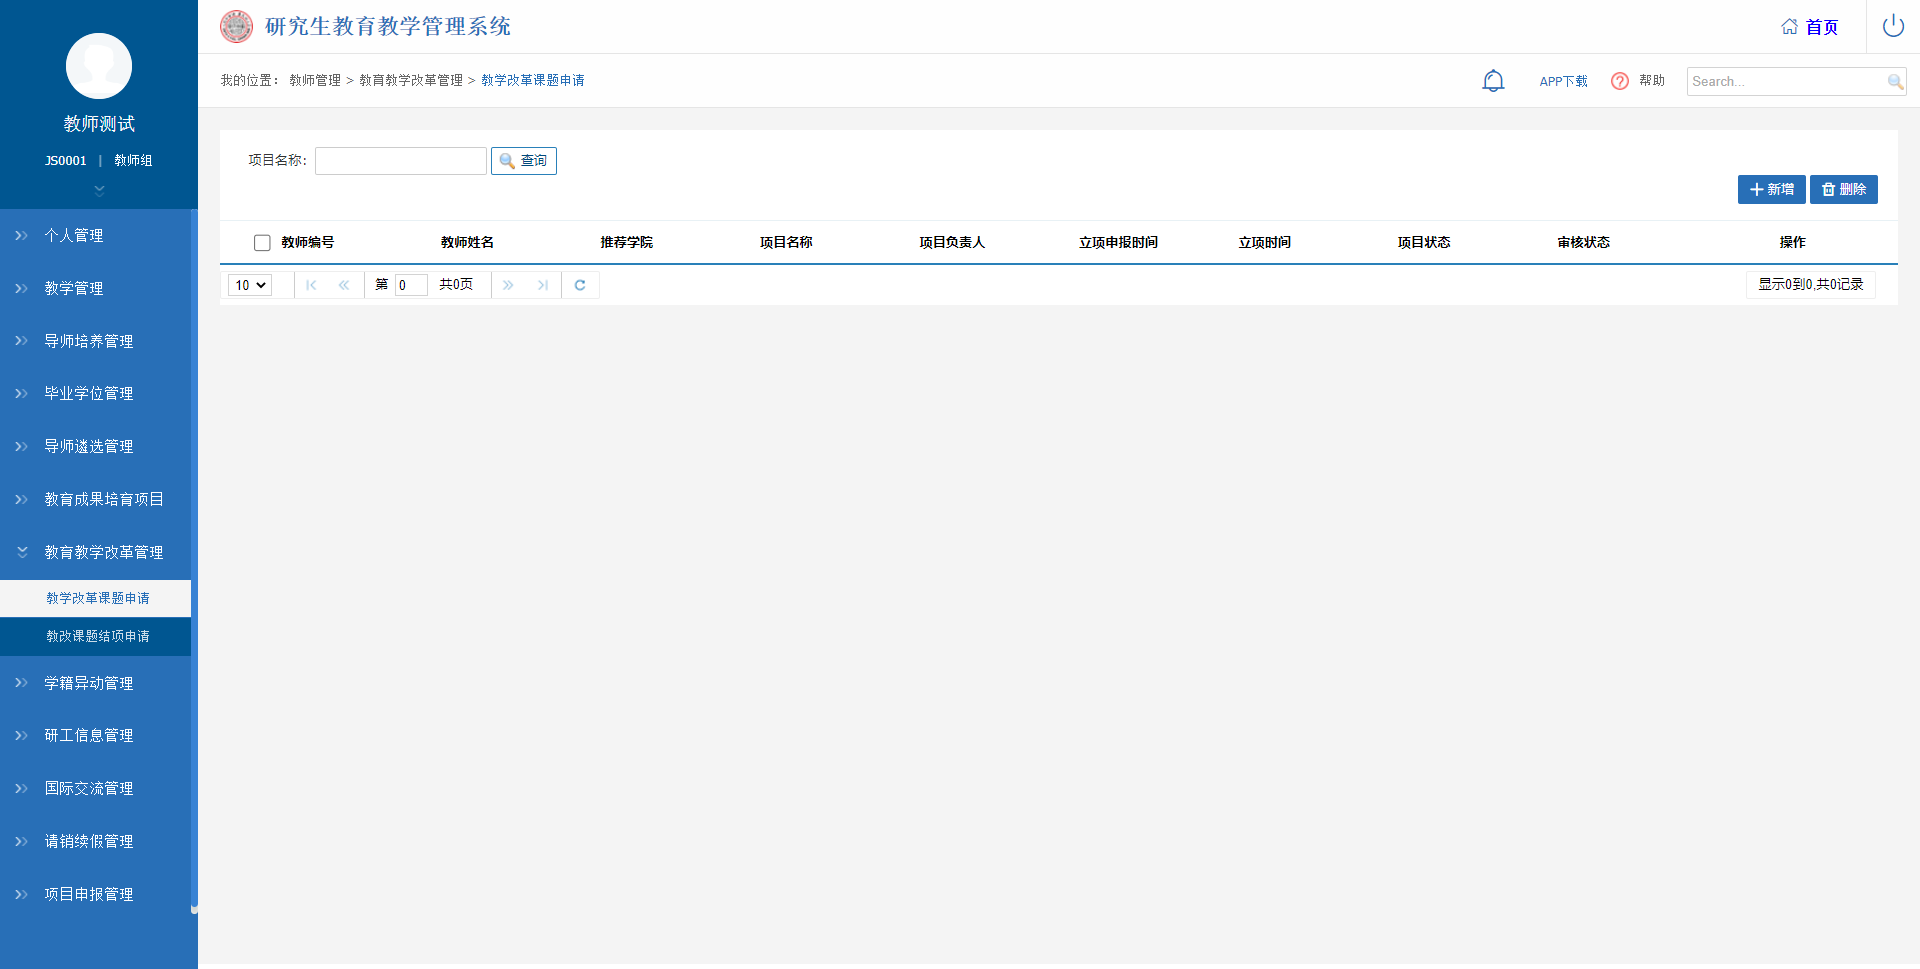 研究生教育教学管理系统
首页
我的位置： 教师管理 > 教育教学改革管理 > 教学改革课题申请
APP下载
帮助
Search...
教师测试
JS0001 | 教师组
个人管理
教学管理
导师培养管理
毕业学位管理
导师遴选管理
教育成果培育项目
教育教学改革管理
教学改革课题申请
教改课题结项申请
学籍异动管理
研工信息管理
国际交流管理
请销续假管理
项目申报管理
项目名称：
查询
新增
删除
教师编号 教师姓名 推荐学院 项目名称 项目负责人 立项申报时间 立项时间 项目状态 审核状态 操作
10 第 0 共0页
显示0到0,共0记录